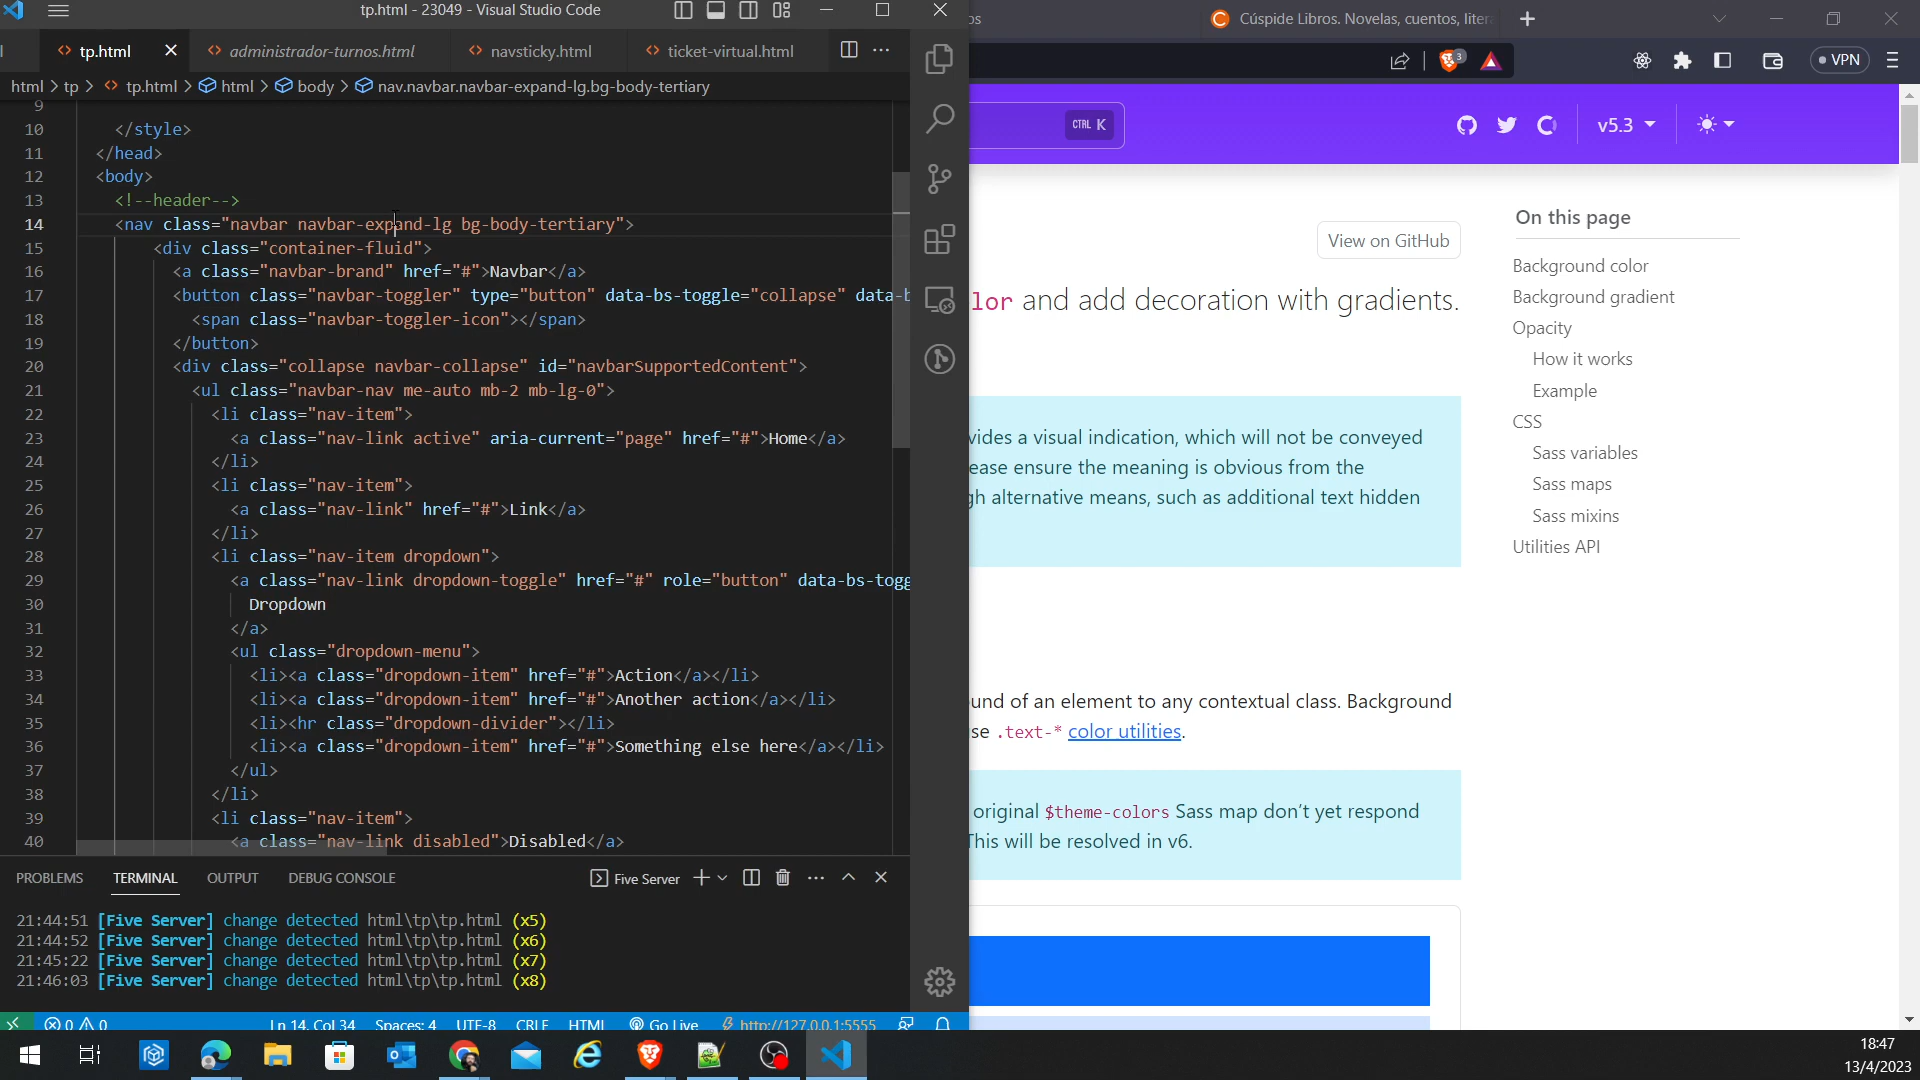 tp.html - 23049 - Visual Studio Code
tp.html
administrador-turnos.html
navsticky.html
ticket-virtual.html
html > tp > tp.html > html > body > nav.navbar.navbar-expand-lg.bg-body-tertiary
9
10 </style>
11 </head>
12 <body>
13 <!--header-->
14 <nav class="navbar navbar-expand-lg bg-body-tertiary">
15 <div class="container-fluid">
16 <a class="navbar-brand" href="#">Navbar</a>
17 <button class="navbar-toggler" type="button" data-bs-toggle="collapse" data-b
18 <span class="navbar-toggler-icon"></span>
19 </button>
20 <div class="collapse navbar-collapse" id="navbarSupportedContent">
21 <ul class="navbar-nav me-auto mb-2 mb-lg-0">
22 <li class="nav-item">
23 <a class="nav-link active" aria-current="page" href="#">Home</a>
24 </li>
25 <li class="nav-item">
26 <a class="nav-link" href="#">Link</a>
27 </li>
28 <li class="nav-item dropdown">
29 <a class="nav-link dropdown-toggle" href="#" role="button" data-bs-togg
30 Dropdown
31 </a>
32 <ul class="dropdown-menu">
33 <li><a class="dropdown-item" href="#">Action</a></li>
34 <li><a class="dropdown-item" href="#">Another action</a></li>
35 <li><hr class="dropdown-divider"></li>
36 <li><a class="dropdown-item" href="#">Something else here</a></li>
37 </ul>
38 </li>
39 <li class="nav-item">
40 <a class="nav-link disabled">Disabled</a>
PROBLEMS TERMINAL OUTPUT DEBUG CONSOLE Five Server
21:44:51 [Five Server] change detected html\tp\tp.html (x5)
21:44:52 [Five Server] change detected html\tp\tp.html (x6)
21:45:22 [Five Server] change detected html\tp\tp.html (x7)
21:46:03 [Five Server] change detected html\tp\tp.html (x8)
0 0 Ln 14, Col 34 Spaces: 4 UTF-8 CRLF HTML Go Live http://127.0.0.1:5555
os
Cúspide Libros. Novelas, cuentos, litera
3
VPN
CTRL K
v5.3
View on GitHub
lor and add decoration with gradients.
vides a visual indication, which will not be conveyed
ease ensure the meaning is obvious from the
gh alternative means, such as additional text hidden
und of an element to any contextual class. Background
se .text-* color utilities.
original $theme-colors Sass map don't yet respond
This will be resolved in v6.
On this page
Background color
Background gradient
Opacity
How it works
Example
CSS
Sass variables
Sass maps
Sass mixins
Utilities API
18:47
13/4/2023